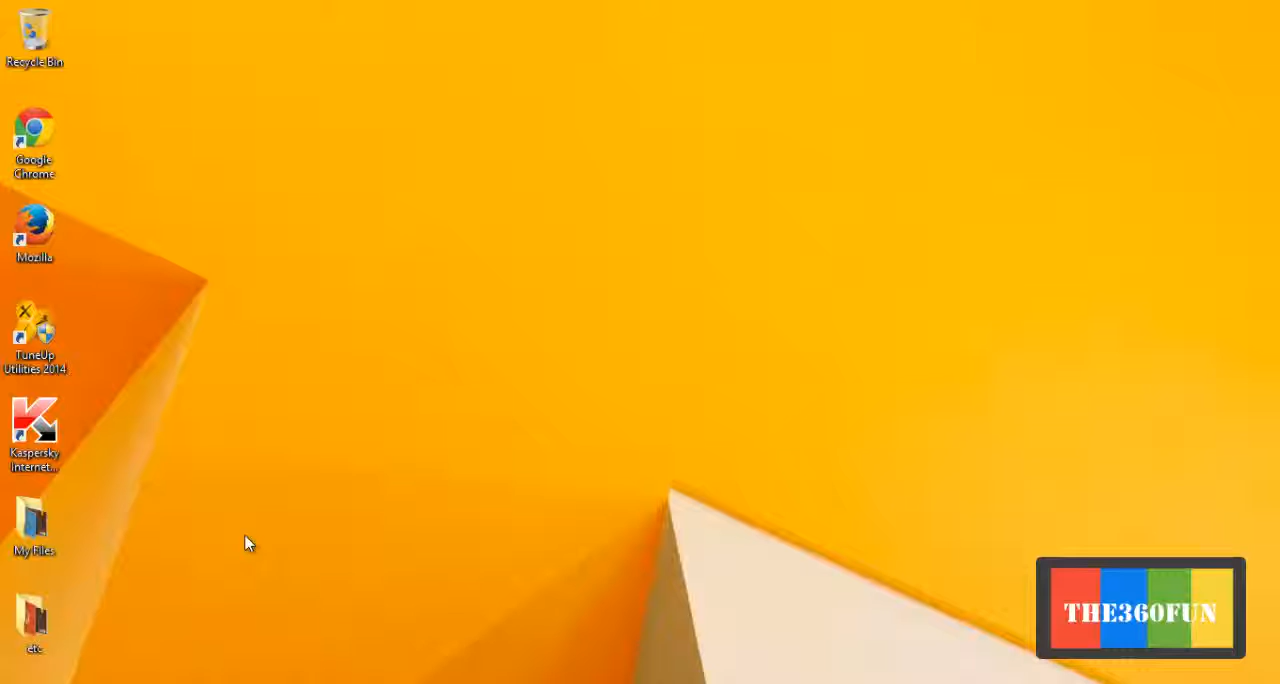 Recycle Bin
Google
Chrome
Mozilla
TuneUp
Utilities 2014
Kaspersky
Internet...
My Files
etc
THE360FUN